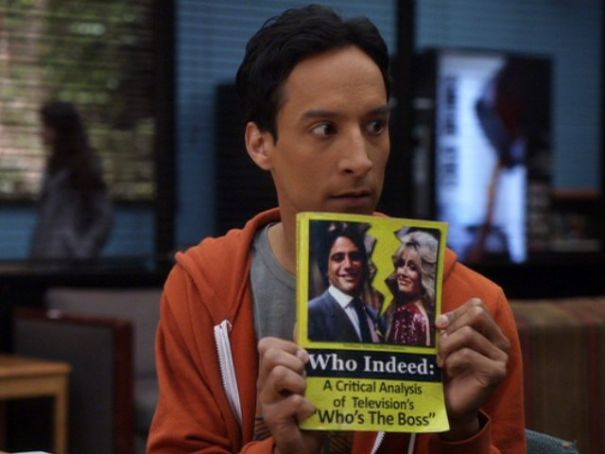 Who Indeed:
A Critical Analysis
of Television's
"Who's The Boss"